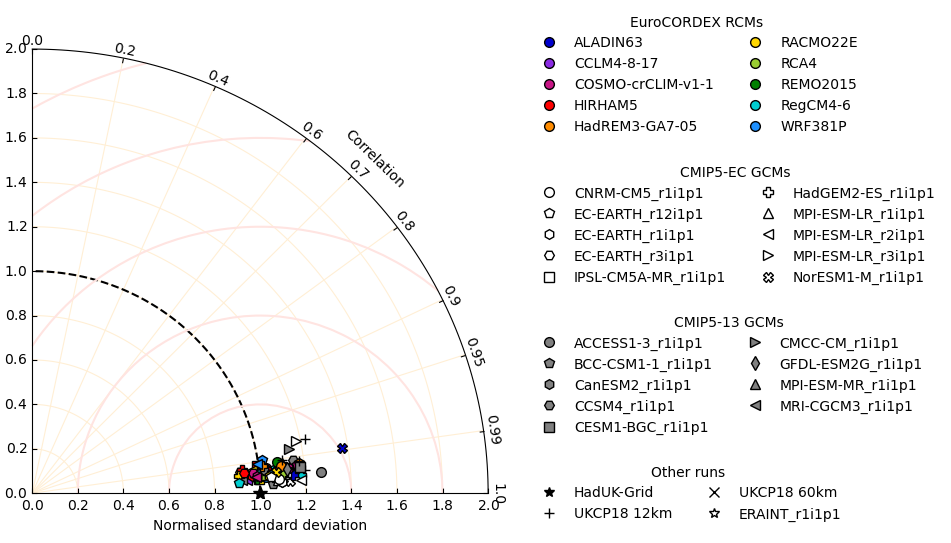 EuroCORDEX RCMs
ALADIN63
RACMO22E
CCLM4-8-17
RCA4
COSMO-crCLIM-v1-1
REMO2015
HIRHAM5
RegCM4-6
HadREM3-GA7-05
WRF381P
CMIP5-EC GCMs
CNRM-CM5_r1i1p1
HadGEM2-ES_r1i1p1
EC-EARTH_r12i1p1
MPI-ESM-LR_r1i1p1
EC-EARTH_r1i1p1
MPI-ESM-LR_r2i1p1
EC-EARTH_r3i1p1
MPI-ESM-LR_r3i1p1
IPSL-CM5A-MR_r1i1p1
NorESM1-M_r1i1p1
CMIP5-13 GCMs
ACCESS1-3_r1i1p1
CMCC-CM_r1i1p1
BCC-CSM1-1_r1i1p1
GFDL-ESM2G_r1i1p1
CanESM2_r1i1p1
MPI-ESM-MR_r1i1p1
CCSM4_r1i1p1
MRI-CGCM3_r1i1p1
CESM1-BGC_r1i1p1
Other runs
HadUK-Grid
UKCP18 60km
UKCP18 12km
ERAINT_r1i1p1
Correlation
0.0
0.2
0.4
0.6
0.7
0.8
0.9
0.95
0.99
1.0
2.0
1.8
1.6
1.4
1.2
1.0
0.8
0.6
0.4
0.2
0.0
0.0 0.2 0.4 0.6 0.8 1.0 1.2 1.4 1.6 1.8 2.0
Normalised standard deviation